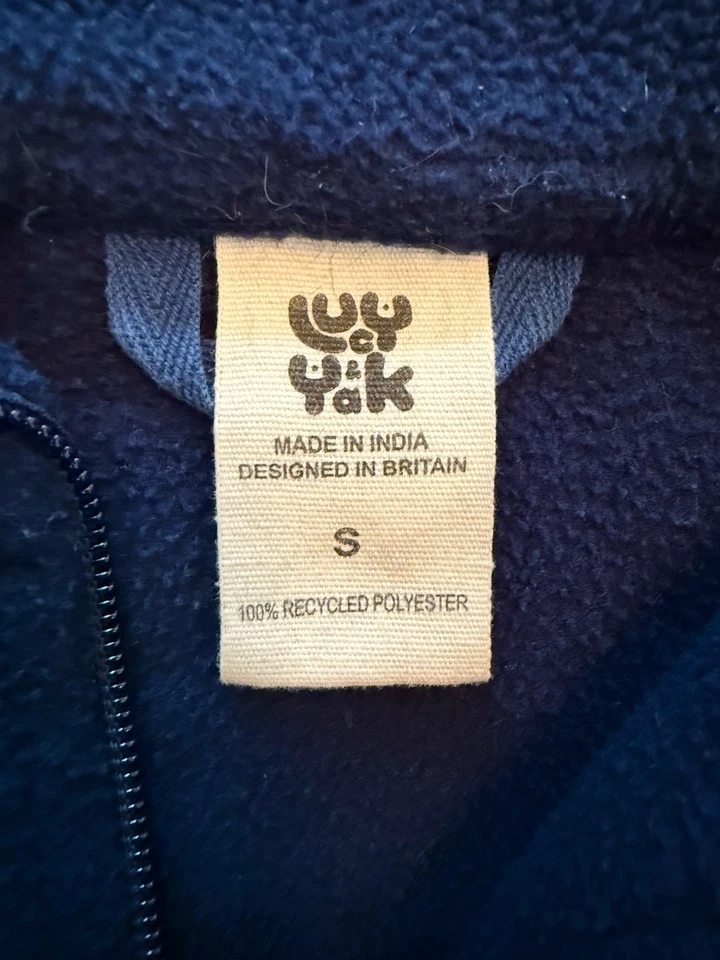 Lucy
& Yak
MADE IN INDIA
DESIGNED IN BRITAIN
S
100% RECYCLED POLYESTER